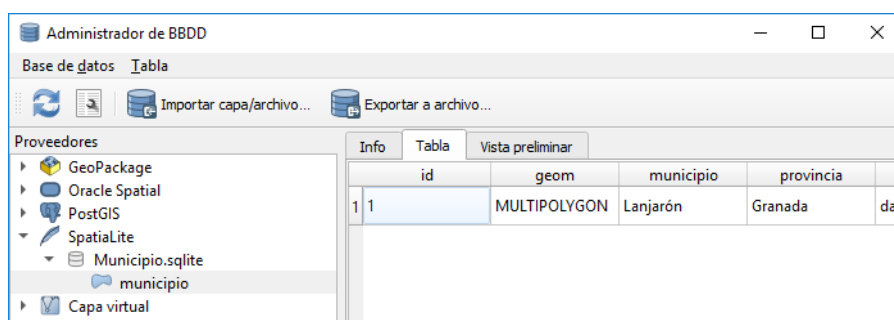 Administrador de BBDD
Base de datos Tabla
Importar capa/archivo... Exportar a archivo...
Proveedores
GeoPackage
Oracle Spatial
PostGIS
SpatiaLite
Municipio.sqlite
municipio
Capa virtual
Info Tabla Vista preliminar
id geom municipio provincia
1 1 MULTIPOLYGON Lanjarón Granada da